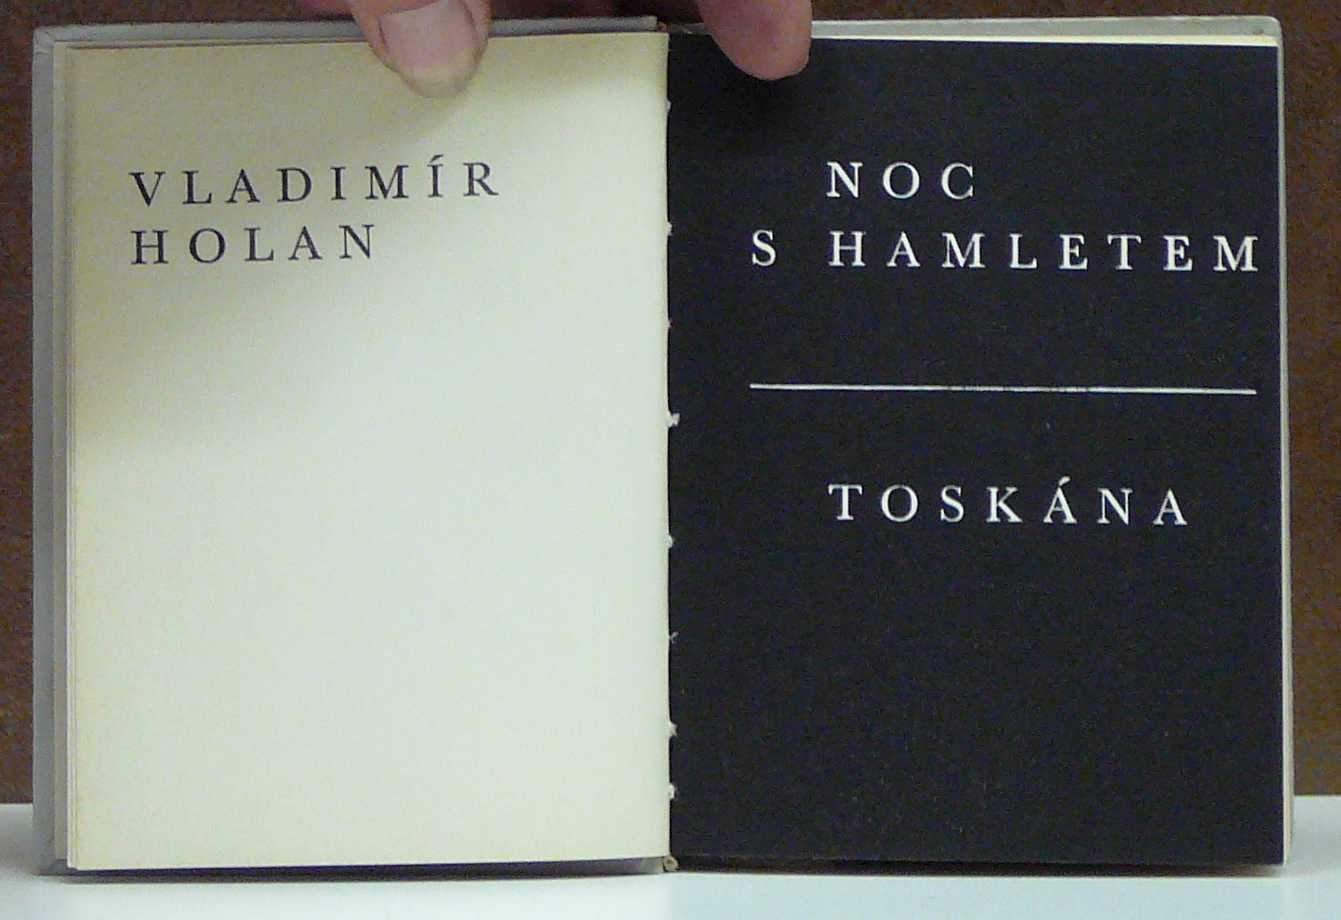 VLADIMÍR
HOLAN
NOC
S HAMLETEM
TOSKÁNA